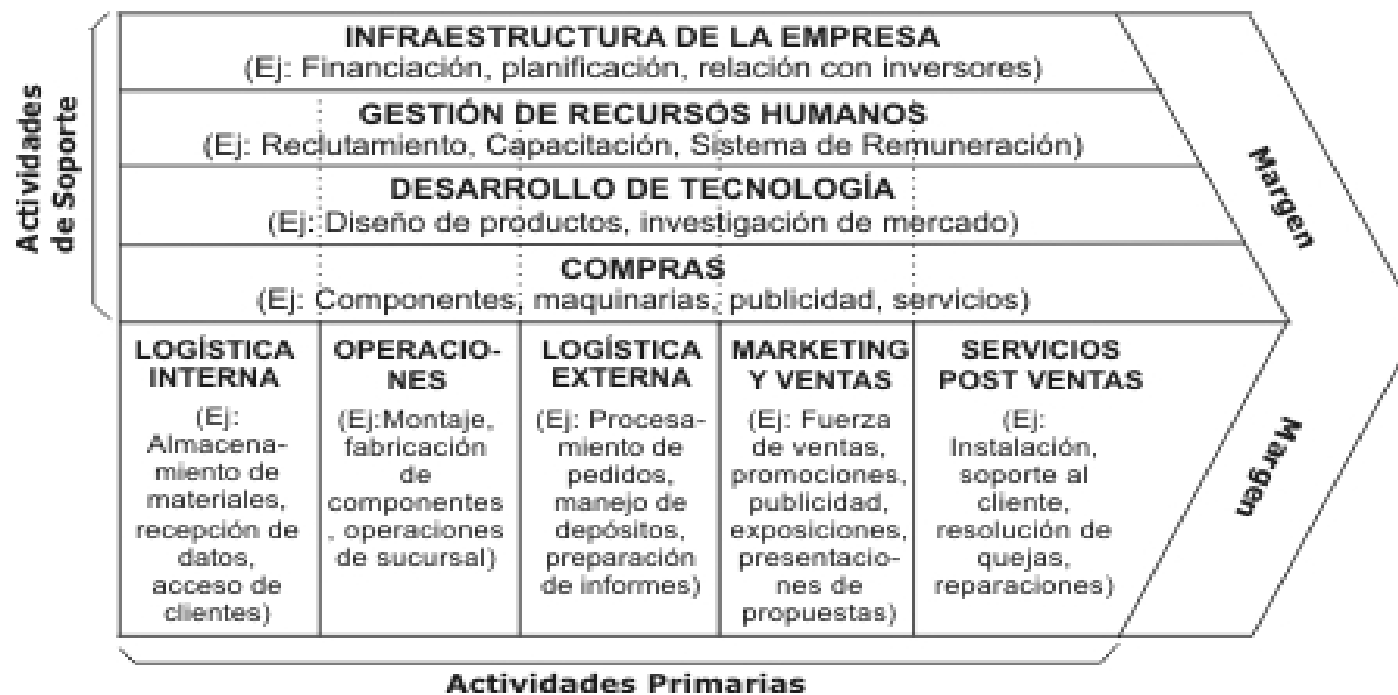 Actividades
de Soporte
INFRAESTRUCTURA DE LA EMPRESA
(Ej: Financiación, planificación, relación con inversores)
GESTIÓN DE RECURSOS HUMANOS
(Ej: Reclutamiento, Capacitación, Sistema de Remuneración)
DESARROLLO DE TECNOLOGÍA
(Ej: Diseño de productos, investigación de mercado)
COMPRAS
(Ej: Componentes, maquinarias, publicidad, servicios)
Margen
LOGÍSTICA
INTERNA
(Ej:
Almacena-
miento de
materiales,
recepción de
datos,
acceso de
clientes)
OPERACIO-
NES
(Ej:Montaje,
fabricación
de
componentes
, operaciones
de sucursal)
LOGÍSTICA
EXTERNA
(Ej: Procesa-
miento de
pedidos,
manejo de
depósitos,
preparación
de informes)
MARKETING
Y VENTAS
(Ej: Fuerza
de ventas,
promociones,
publicidad,
exposiciones,
presentacio-
nes de
propuestas)
SERVICIOS
POST VENTAS
(Ej:
Instalación,
soporte al
cliente,
resolución de
quejas,
reparaciones)
Margen
Actividades Primarias